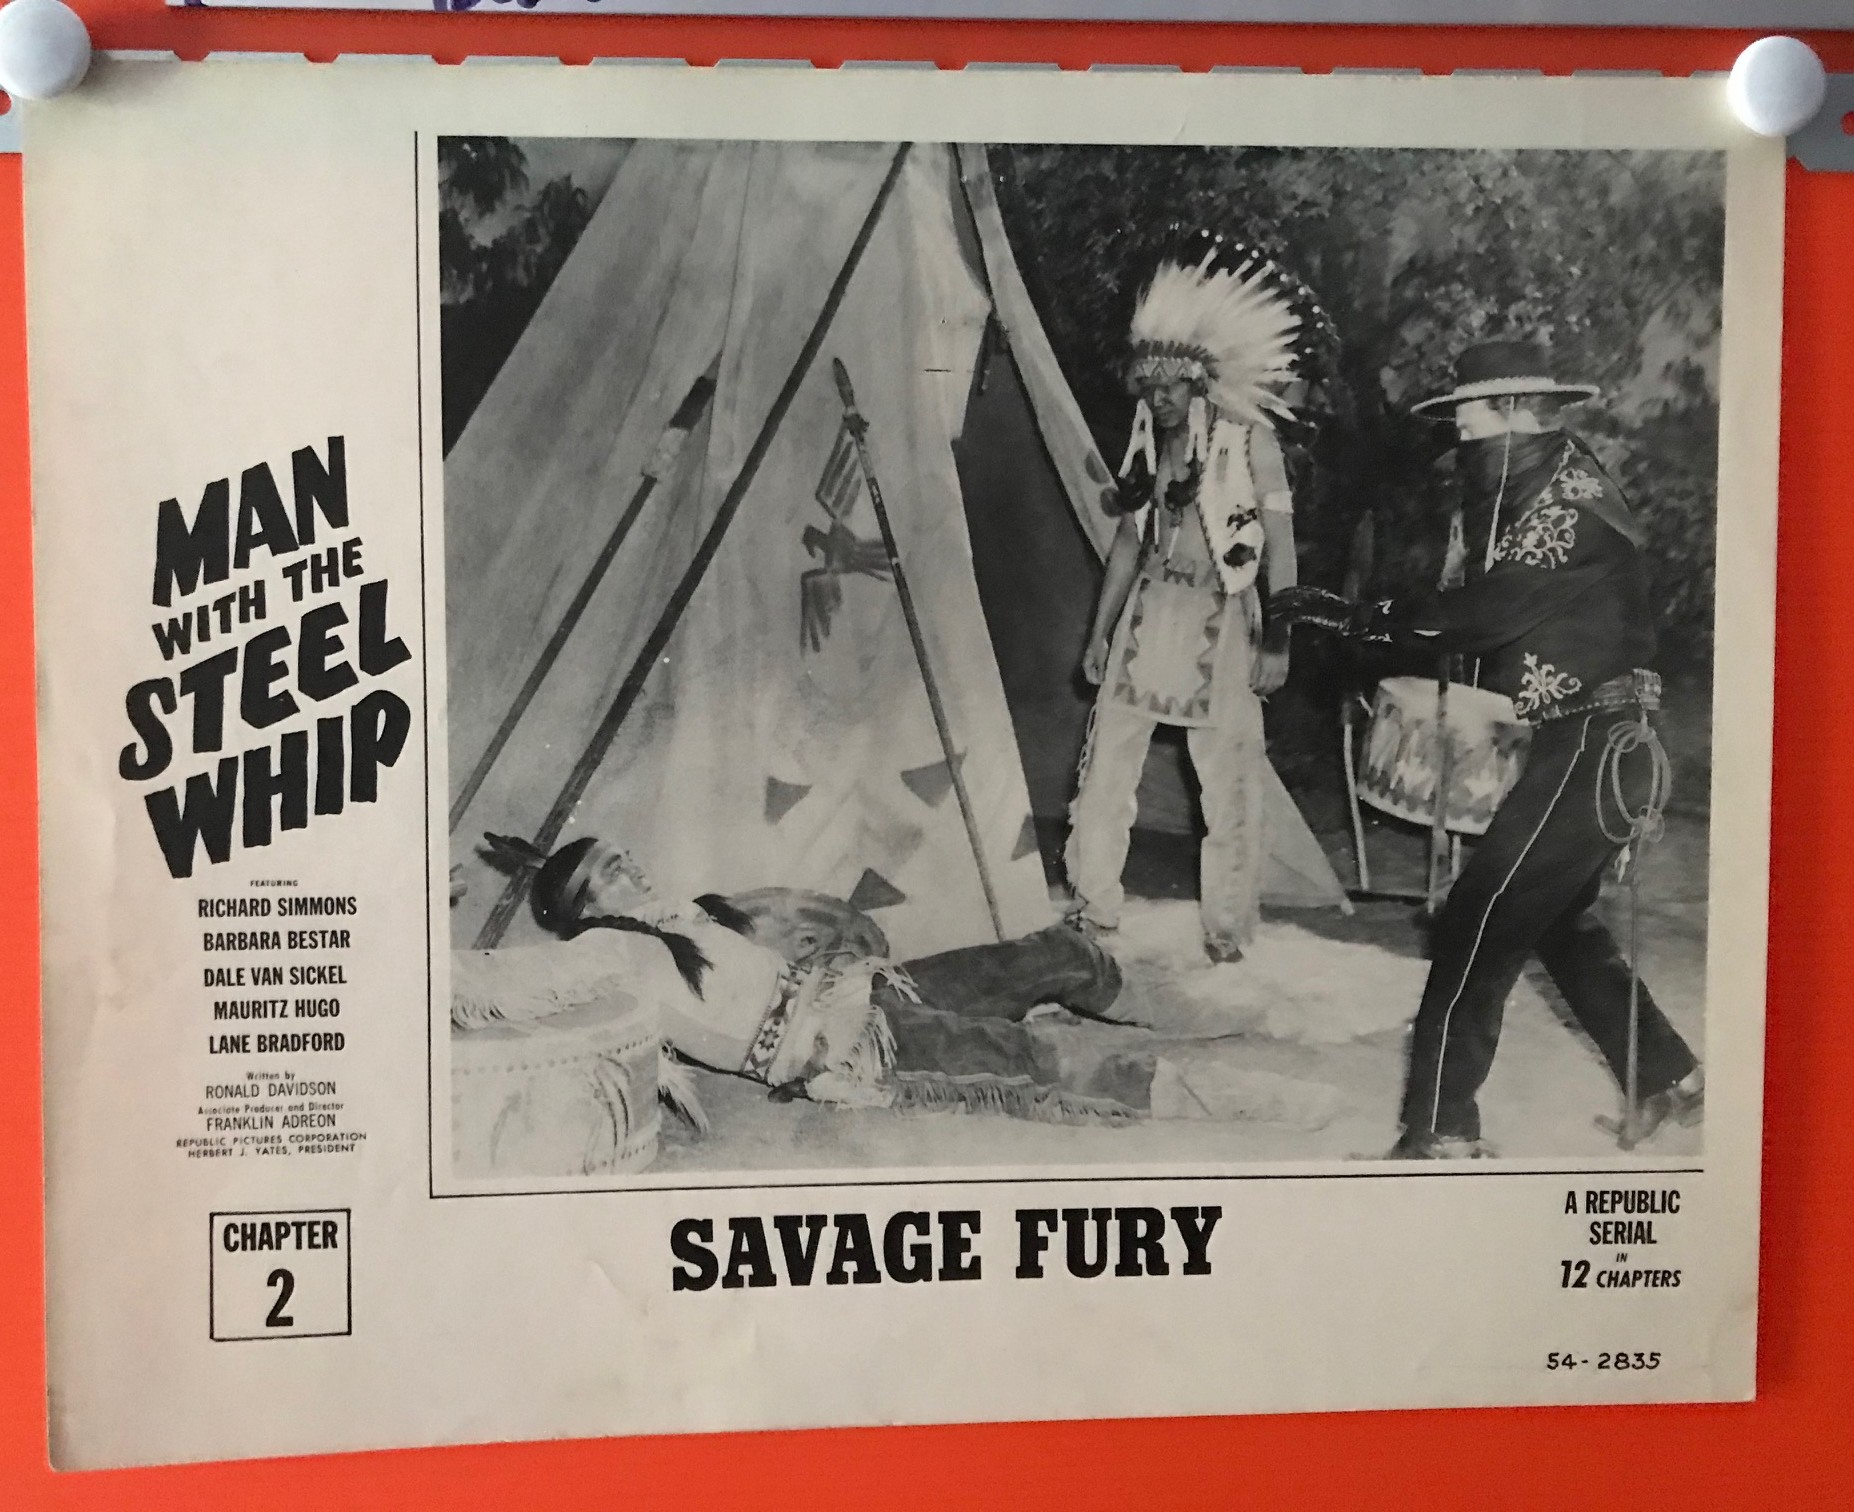 MAN
WITH THE
STEEL
WHIP
FEATURING
RICHARD SIMMONS
BARBARA BESTAR
DALE VAN SICKEL
MAURITZ HUGO
LANE BRADFORD
Written by
RONALD DAVIDSON
Associate Producer and Director
FRANKLIN ADREON
REPUBLIC PICTURES CORPORATION
HERBERT J. YATES, PRESIDENT
CHAPTER
2
SAVAGE FURY
A REPUBLIC
SERIAL
IN
12 CHAPTERS
54-2835